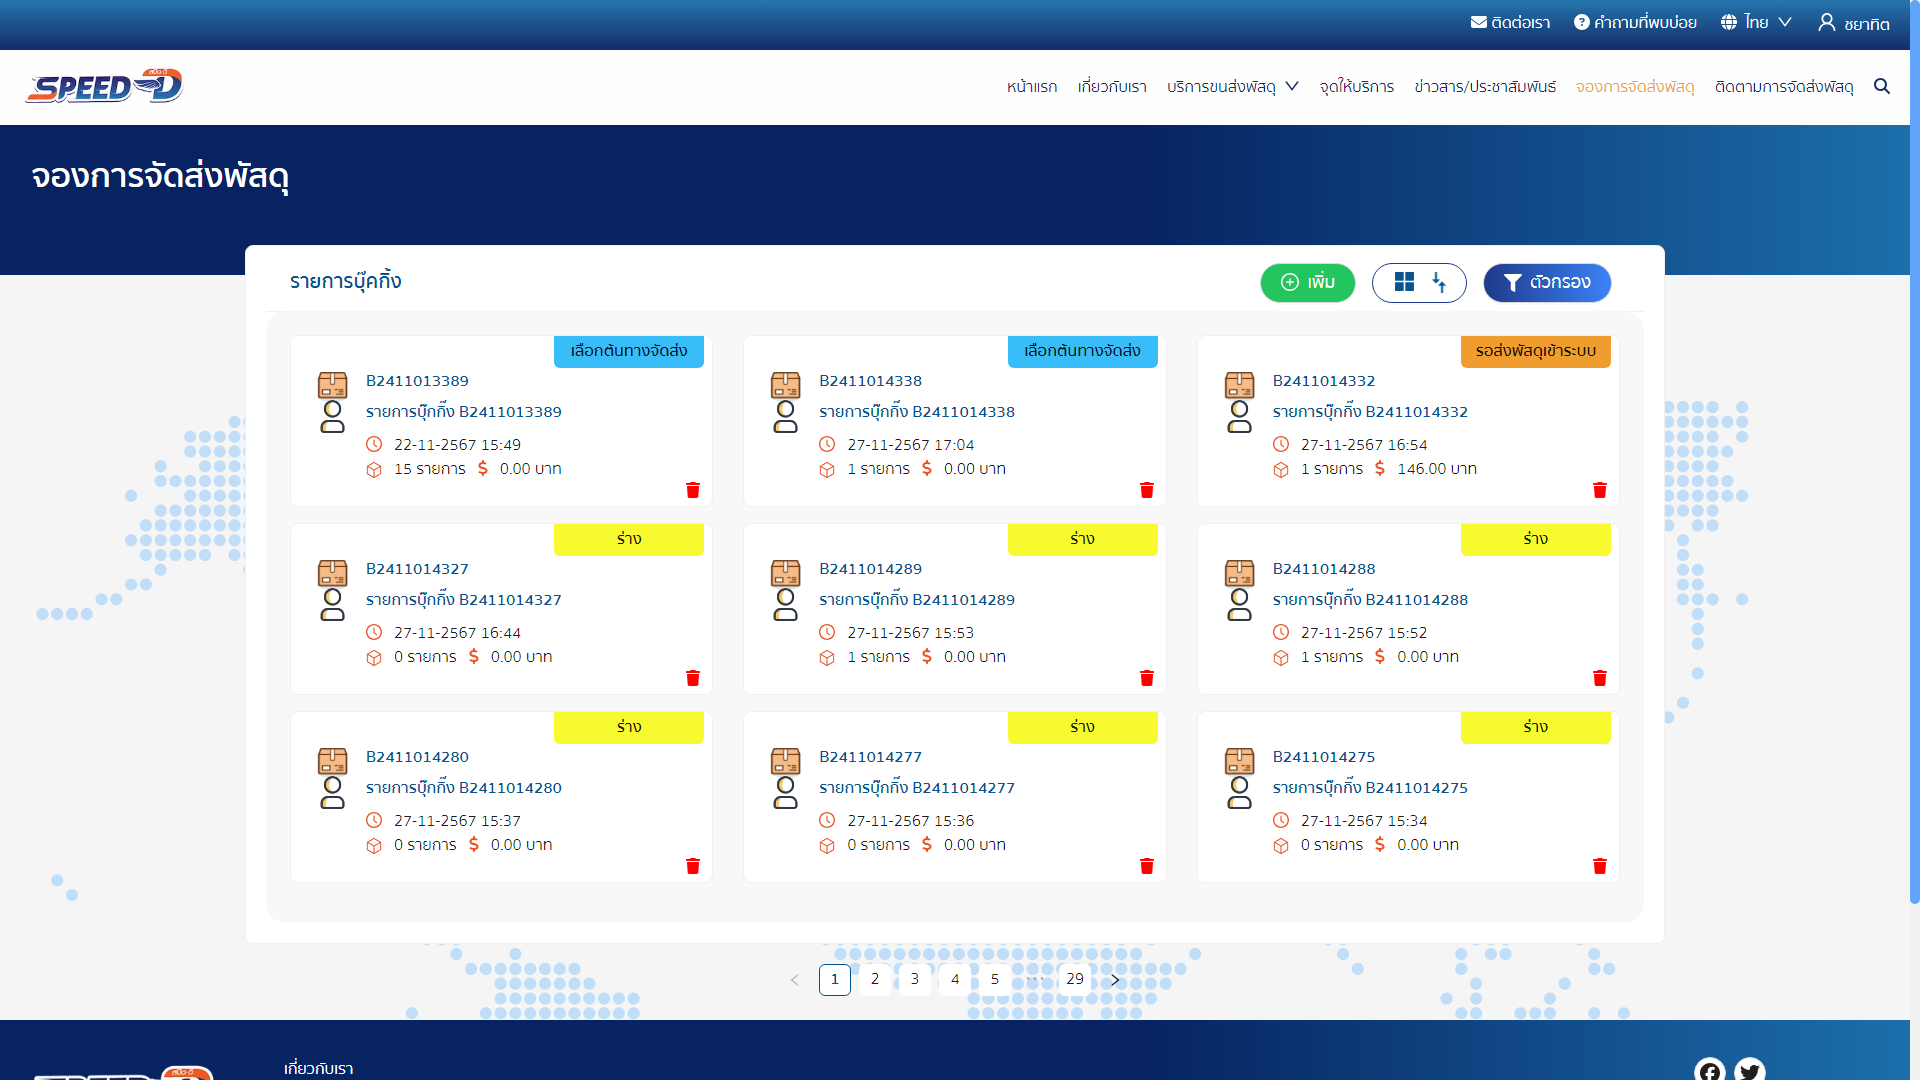 ติดต่อเรา คำถามที่พบบ่อย ไทย ชยาทิต
สปีด-ดี
SPEED-D
หน้าแรก เกี่ยวกับเรา บริการขนส่งพัสดุ จุดให้บริการ ข่าวสาร/ประชาสัมพันธ์ จองการจัดส่งพัสดุ ติดตามการจัดส่งพัสดุ
จองการจัดส่งพัสดุ
รายการบุ๊คกิ้ง เพิ่ม ตัวกรอง
เลือกต้นทางจัดส่ง
B2411013389
รายการบุ๊กกิ๊ง B2411013389
22-11-2567 15:49
15 รายการ $ 0.00 บาท
เลือกต้นทางจัดส่ง
B2411014338
รายการบุ๊กกิ๊ง B2411014338
27-11-2567 17:04
1 รายการ $ 0.00 บาท
รอส่งพัสดุเข้าระบบ
B2411014332
รายการบุ๊กกิ๊ง B2411014332
27-11-2567 16:54
1 รายการ $ 146.00 บาท
ร่าง
B2411014327
รายการบุ๊กกิ๊ง B2411014327
27-11-2567 16:44
0 รายการ $ 0.00 บาท
ร่าง
B2411014289
รายการบุ๊กกิ๊ง B2411014289
27-11-2567 15:53
1 รายการ $ 0.00 บาท
ร่าง
B2411014288
รายการบุ๊กกิ๊ง B2411014288
27-11-2567 15:52
1 รายการ $ 0.00 บาท
ร่าง
B2411014280
รายการบุ๊กกิ๊ง B2411014280
27-11-2567 15:37
0 รายการ $ 0.00 บาท
ร่าง
B2411014277
รายการบุ๊กกิ๊ง B2411014277
27-11-2567 15:36
0 รายการ $ 0.00 บาท
ร่าง
B2411014275
รายการบุ๊กกิ๊ง B2411014275
27-11-2567 15:34
0 รายการ $ 0.00 บาท
< 1 2 3 4 5 ··· 29 >
สปีด-ดี
SPEED-D
เกี่ยวกับเรา